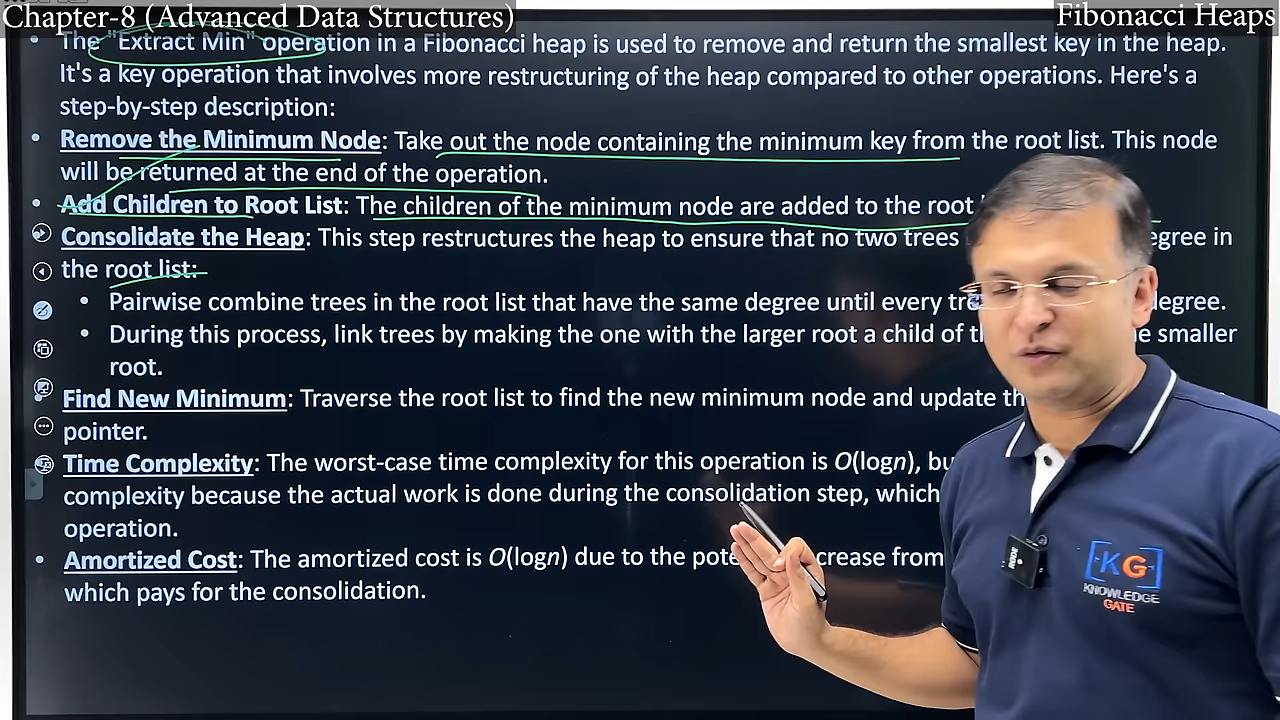 Chapter-8 (Advanced Data Structures)
Fibonacci Heaps
• The "Extract Min" operation in a Fibonacci heap is used to remove and return the smallest key in the heap.
It's a key operation that involves more restructuring of the heap compared to other operations. Here's a
step-by-step description:
• Remove the Minimum Node: Take out the node containing the minimum key from the root list. This node
will be returned at the end of the operation.
• Add Children to Root List: The children of the minimum node are added to the root
Consolidate the Heap: This step restructures the heap to ensure that no two trees egree in
the root list:
• Pairwise combine trees in the root list that have the same degree until every degree.
• During this process, link trees by making the one with the larger root a child of smaller
root.
Find New Minimum: Traverse the root list to find the new minimum node and update
pointer.
Time Complexity: The worst-case time complexity for this operation is O(logn),
complexity because the actual work is done during the consolidation step, which
operation.
• Amortized Cost: The amortized cost is O(logn) due to the crease from
which pays for the consolidation.
KG
KNOWLEDGE
GATE
RODE